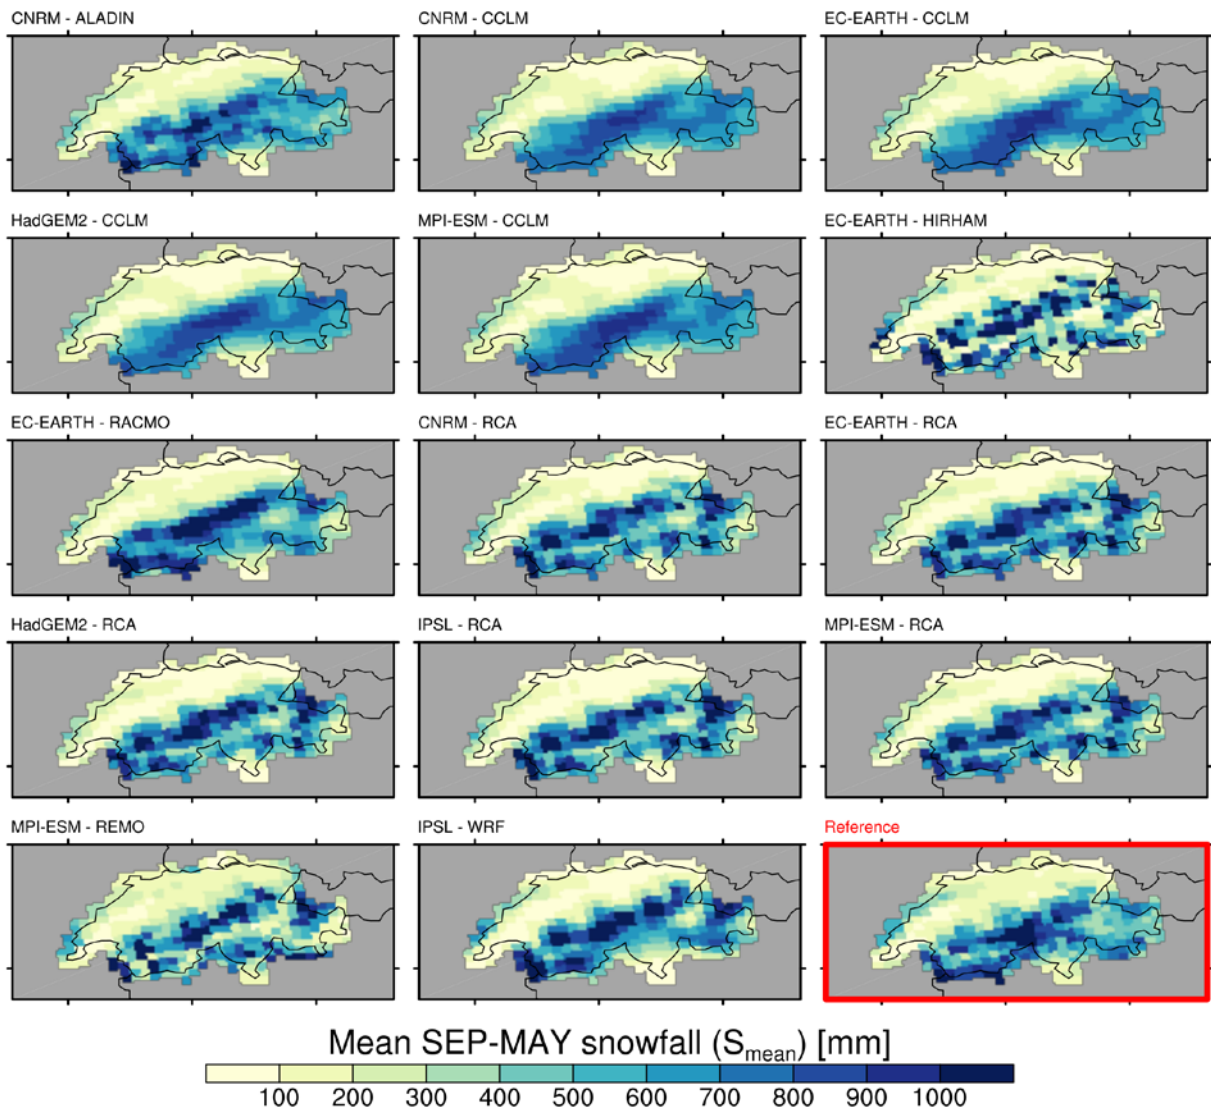 CNRM - ALADIN
CNRM - CCLM
EC-EARTH - CCLM
HadGEM2 - CCLM
MPI-ESM - CCLM
EC-EARTH - HIRHAM
EC-EARTH - RACMO
CNRM - RCA
EC-EARTH - RCA
HadGEM2 - RCA
IPSL - RCA
MPI-ESM - RCA
MPI-ESM - REMO
IPSL - WRF
Reference
Mean SEP-MAY snowfall (Smean) [mm]
100 200 300 400 500 600 700 800 900 1000